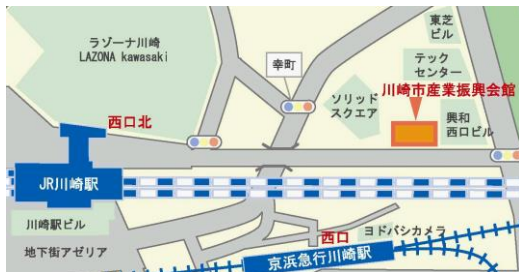 東芝
ビル
ラゾーナ川崎
LAZONA kawasaki
幸町
テック
センター
川崎市産業振興会館
ソリッド
スクエア
西口北
興和
西口ビル
JR川崎駅
川崎駅ビル
西口
ヨドバシカメラ
地下街アゼリア
京浜急行川崎駅